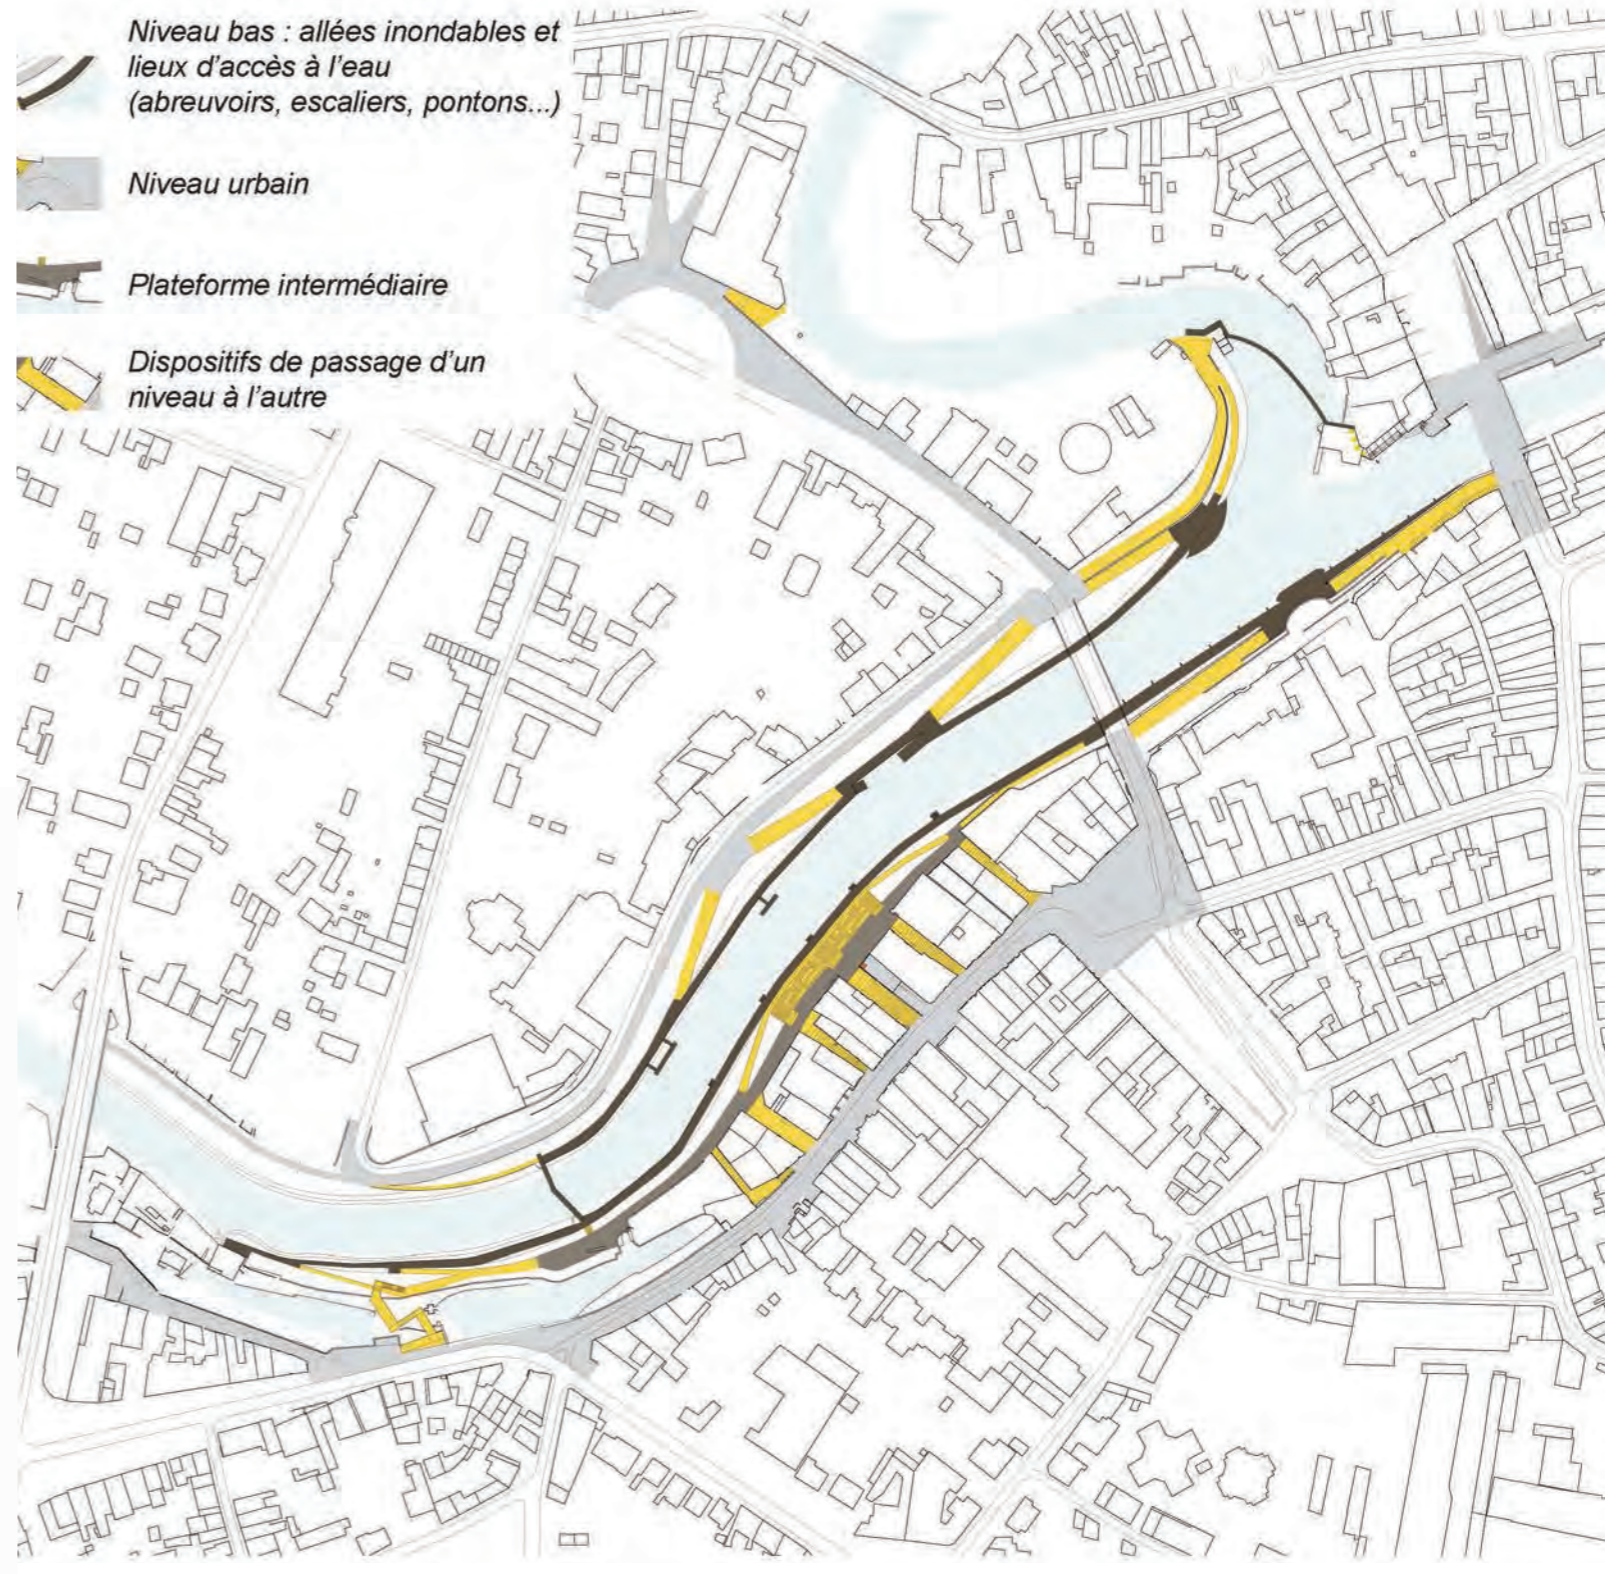 Niveau bas : allées inondables et
lieux d'accès à l'eau
(abreuvoirs, escaliers, pontons...)
Niveau urbain
Plateforme intermédiaire
Dispositifs de passage d'un
niveau à l'autre